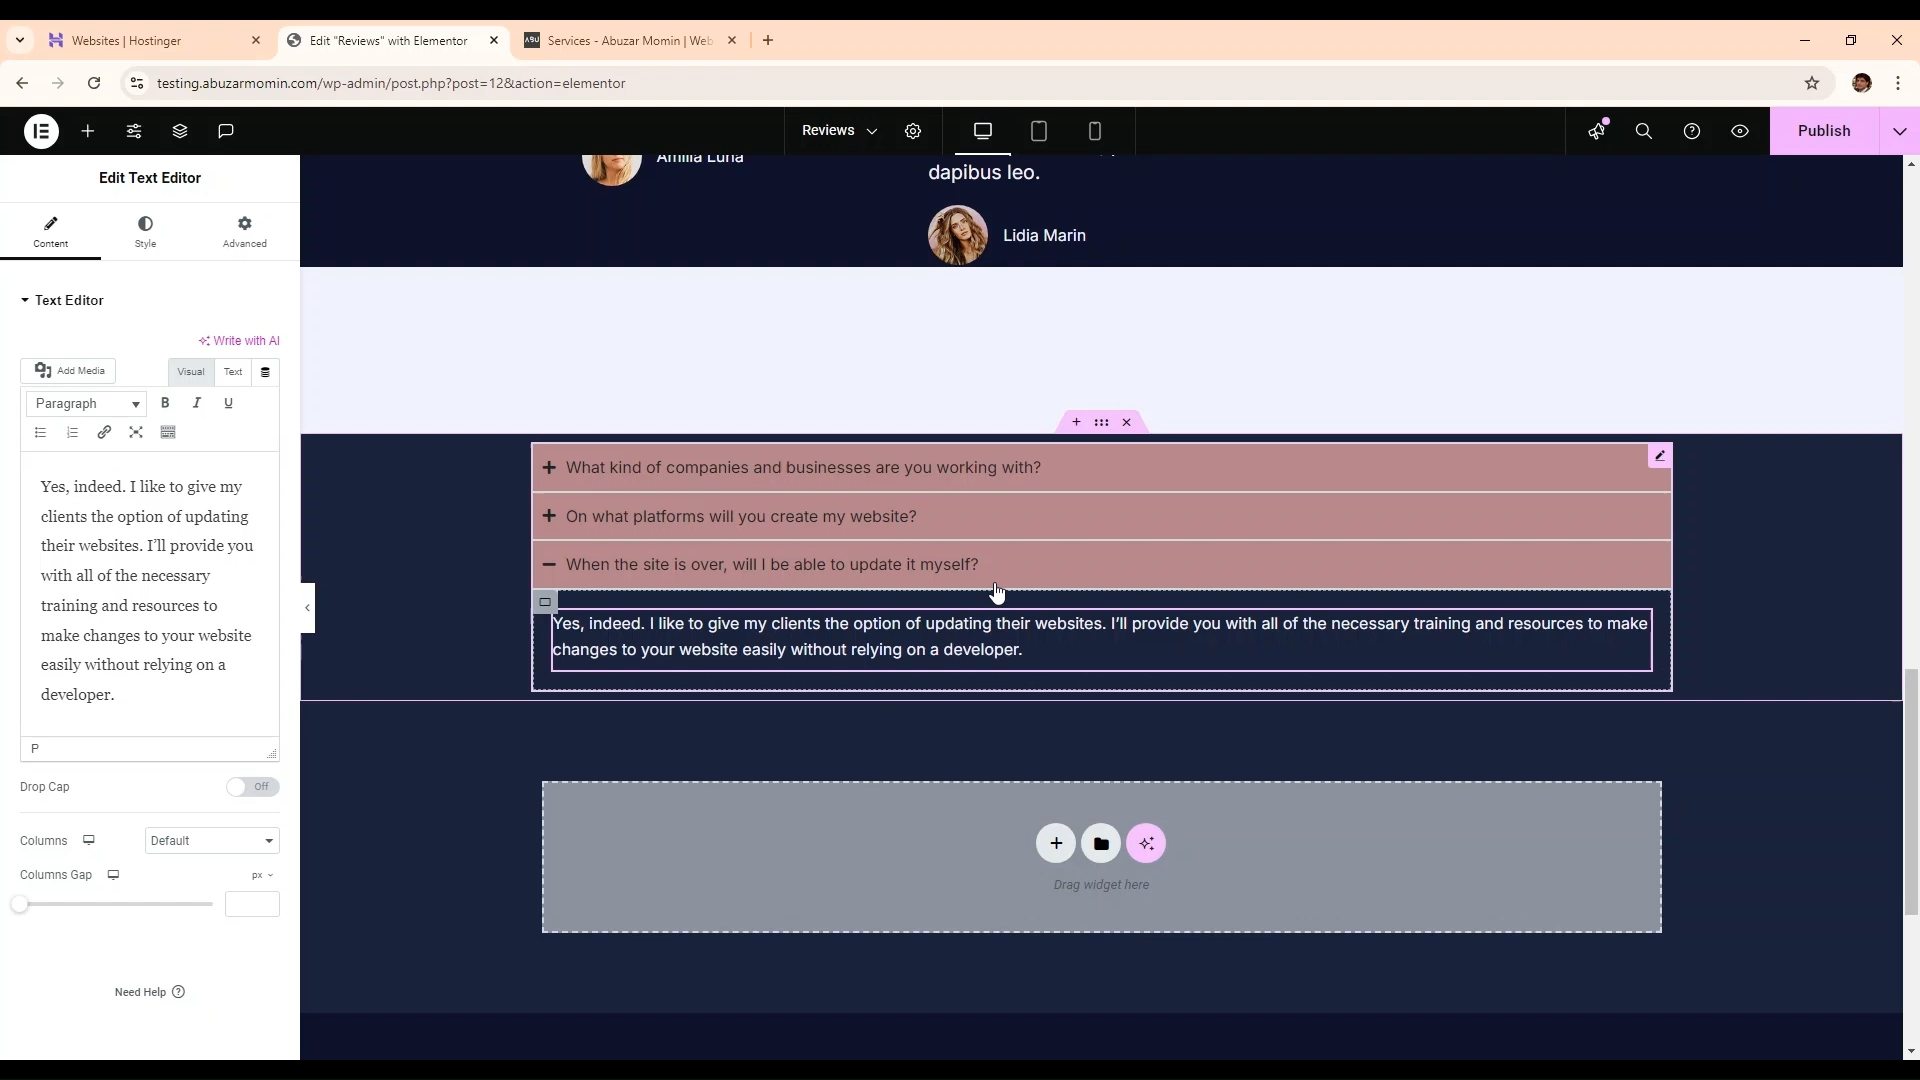 Websites | Hostinger
Edit "Reviews" with Elementor
ABU
Services - Abuzar Momin | Web
testing.abuzarmomin.com/wp-admin/post.php?post=12&action=elementor
Reviews
Publish
Edit Text Editor
Content
Style
Advanced
Text Editor
Write with AI
Add Media
Visual
Text
Paragraph
B
I
U
Yes, indeed. I like to give my
clients the option of updating
their websites. I’ll provide you
with all of the necessary
training and resources to
make changes to your website
easily without relying on a
developer.
P
Drop Cap
Off
Columns
Default
Columns Gap
px
Need Help
Amilia Luna
dapibus leo.
Lidia Marin
What kind of companies and businesses are you working with?
On what platforms will you create my website?
When the site is over, will I be able to update it myself?
Yes, indeed. I like to give my clients the option of updating their websites. I’ll provide you with all of the necessary training and resources to make
changes to your website easily without relying on a developer.
Drag widget here